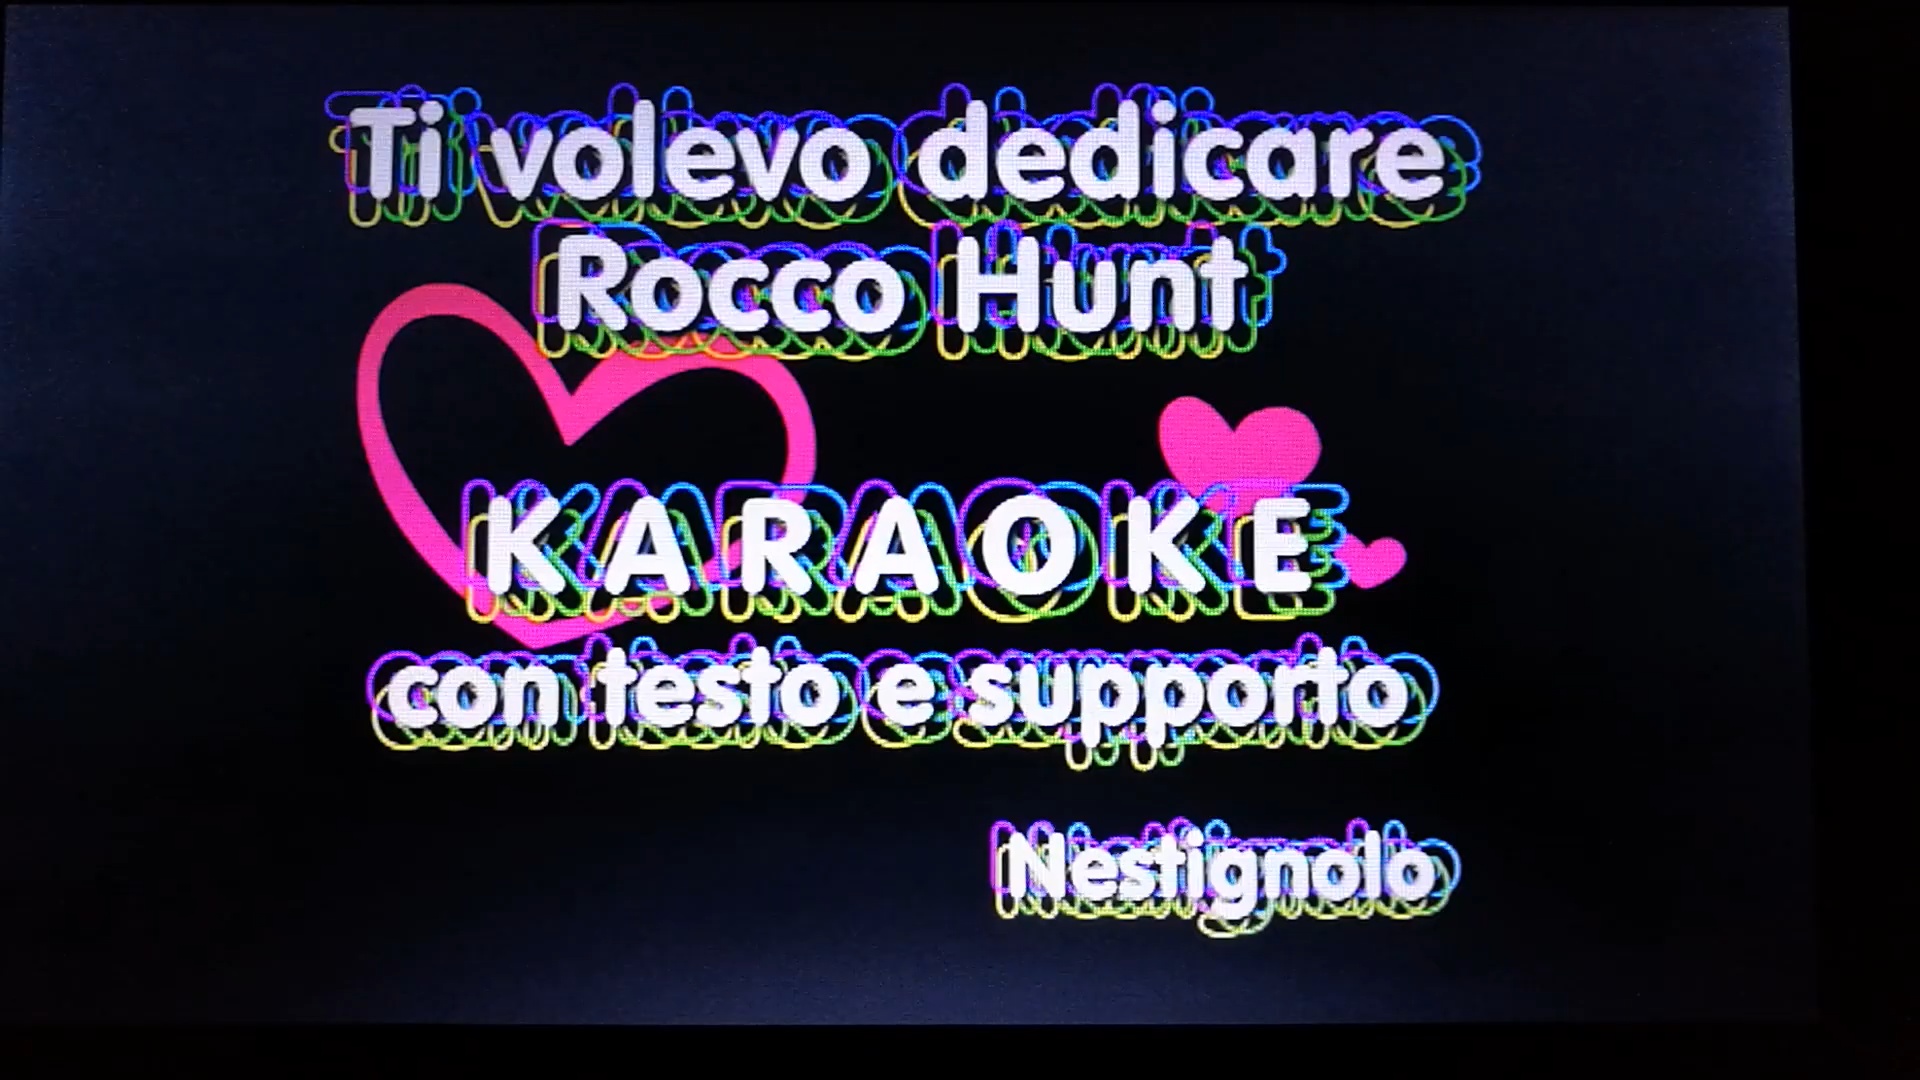 Ti volevo dedicare
Rocco Hunt
KARAOKE
con testo e supporto
Nestignolo